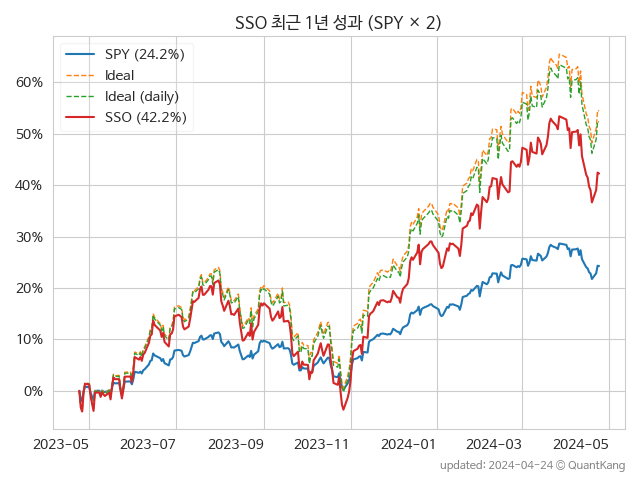 SSO 최근 1년 성과 (SPY × 2)
SPY (24.2%)
Ideal
Ideal (daily)
SSO (42.2%)
60%
50%
40%
30%
20%
10%
0%
2023-05 2023-07 2023-09 2023-11 2024-01 2024-03 2024-05
updated: 2024-04-24 © QuantKang